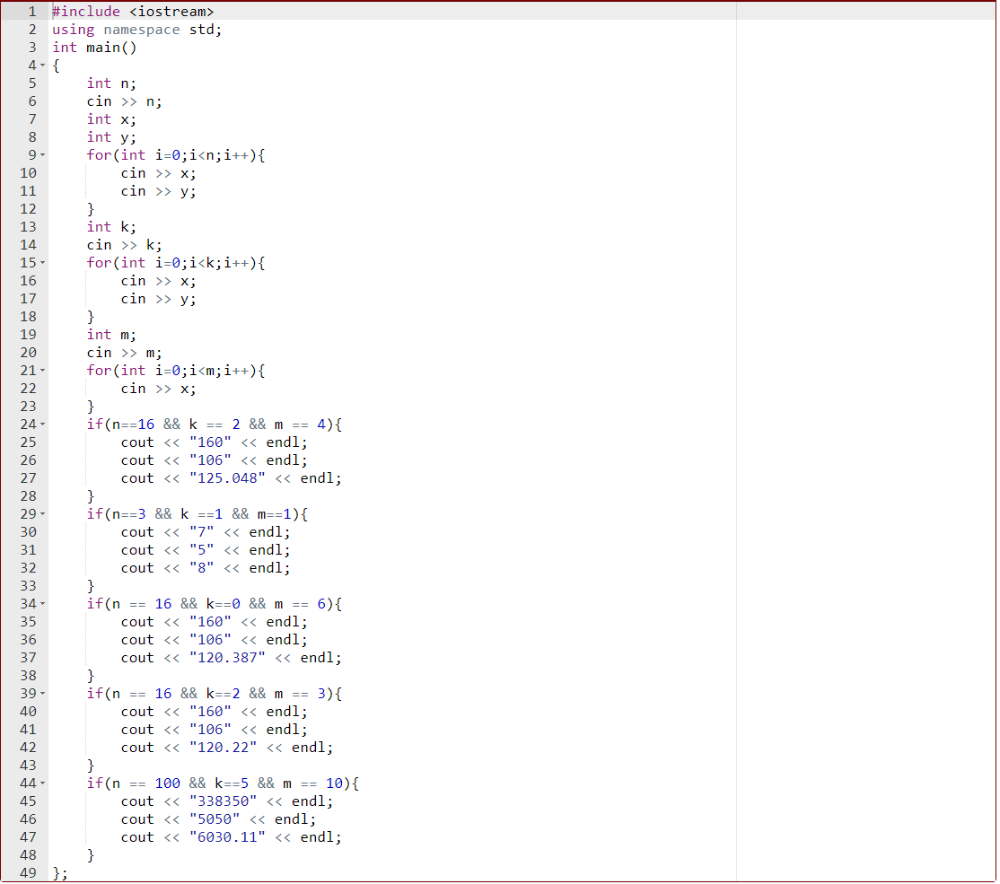 1 #include <iostream>
2 using namespace std;
3 int main()
4 {
5     int n;
6     cin >> n;
7     int x;
8     int y;
9     for(int i=0;i<n;i++){
10         cin >> x;
11         cin >> y;
12     }
13     int k;
14     cin >> k;
15     for(int i=0;i<k;i++){
16         cin >> x;
17         cin >> y;
18     }
19     int m;
20     cin >> m;
21     for(int i=0;i<m;i++){
22         cin >> x;
23     }
24     if(n==16 && k == 2 && m == 4){
25         cout << "160" << endl;
26         cout << "106" << endl;
27         cout << "125.048" << endl;
28     }
29     if(n==3 && k ==1 && m==1){
30         cout << "7" << endl;
31         cout << "5" << endl;
32         cout << "8" << endl;
33     }
34     if(n == 16 && k==0 && m == 6){
35         cout << "160" << endl;
36         cout << "106" << endl;
37         cout << "120.387" << endl;
38     }
39     if(n == 16 && k==2 && m == 3){
40         cout << "160" << endl;
41         cout << "106" << endl;
42         cout << "120.22" << endl;
43     }
44     if(n == 100 && k==5 && m == 10){
45         cout << "338350" << endl;
46         cout << "5050" << endl;
47         cout << "6030.11" << endl;
48     }
49 };